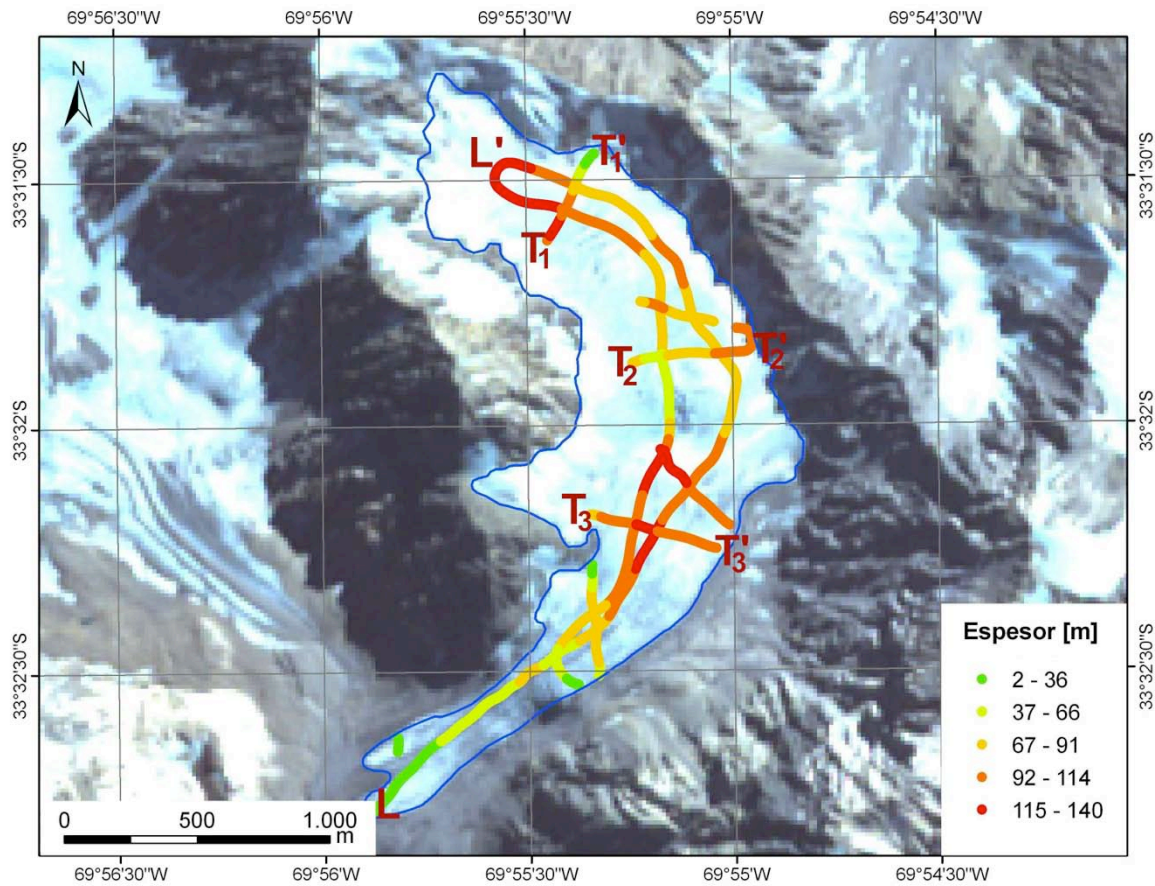 69°56'30"W 69°56'W 69°55'30"W 69°55'W 69°54'30"W
N
33°31'30"S
33°32'S
33°32'30"S
L'
T1'
T1
T2
T2'
T3
T3'
L
33°31'30"S
33°32'S
33°32'30"S
Espesor [m]
2 - 36
37 - 66
67 - 91
92 - 114
115 - 140
0 500 1.000
m
69°56'30"W 69°56'W 69°55'30"W 69°55'W 69°54'30"W